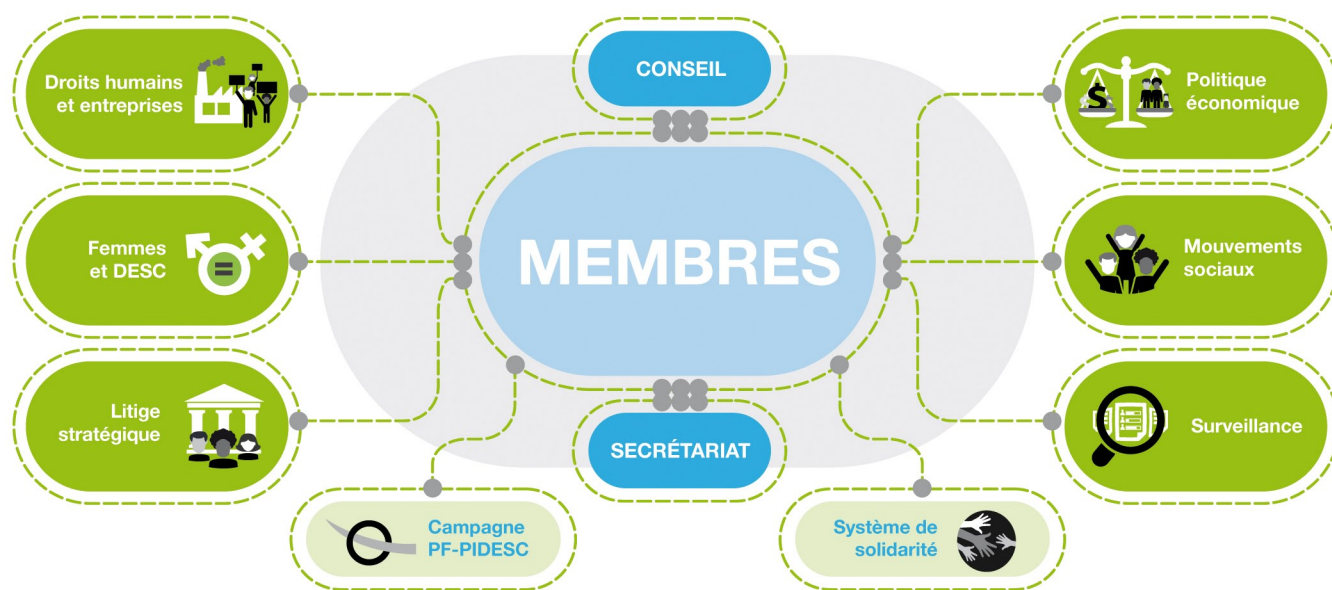 Droits humains
et entreprises
CONSEIL
Politique
économique
Femmes
et DESC
MEMBRES
Mouvements
sociaux
Litige
stratégique
SECRÉTARIAT
Surveillance
Campagne
PF-PIDESC
Système de
solidarité